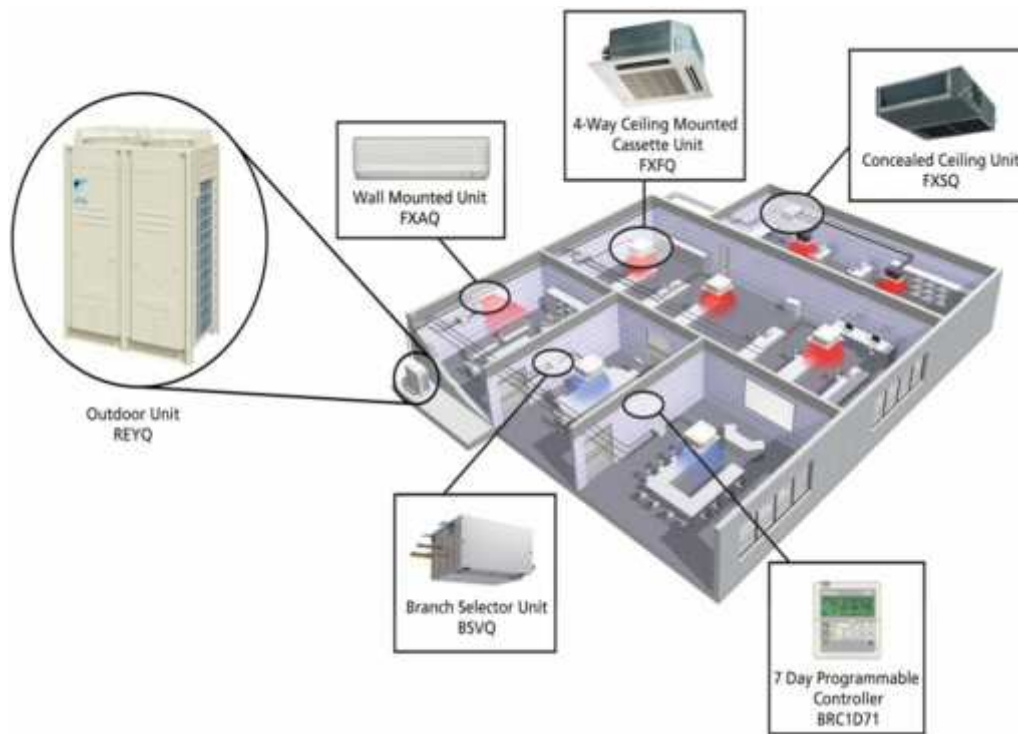 4-Way Ceiling Mounted
Cassette Unit
FXFQ
Concealed Ceiling Unit
FXSQ
Wall Mounted Unit
FXAQ
Outdoor Unit
REYQ
Branch Selector Unit
BSVQ
7 Day Programmable
Controller
BRC1D71